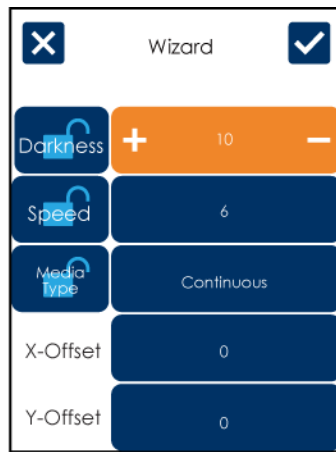 Wizard
Darkness + 10 −
Speed 6
Media
Type Continuous
X-Offset 0
Y-Offset 0